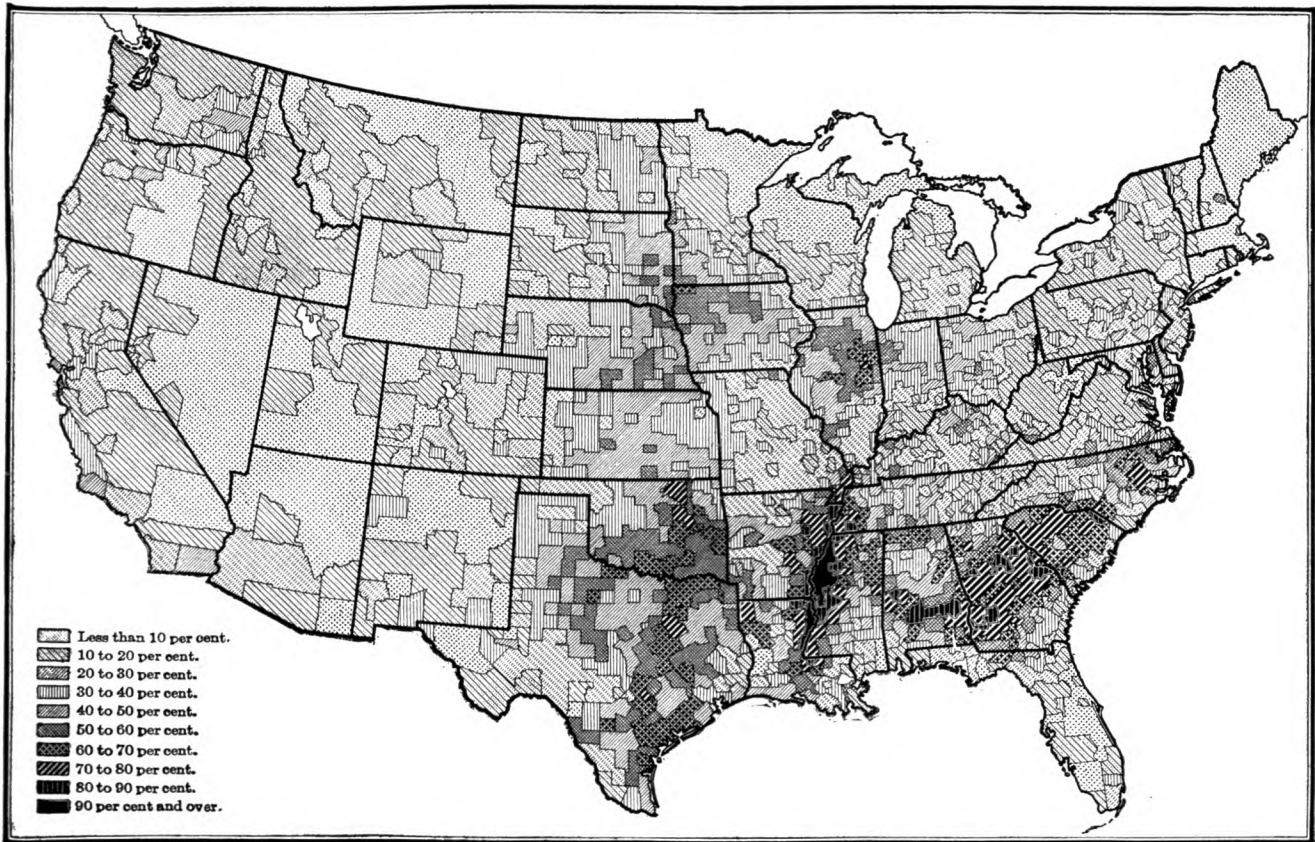 Less than 10 per cent.
10 to 20 per cent.
20 to 30 per cent.
30 to 40 per cent.
40 to 50 per cent.
50 to 60 per cent.
60 to 70 per cent.
70 to 80 per cent.
80 to 90 per cent.
90 per cent and over.